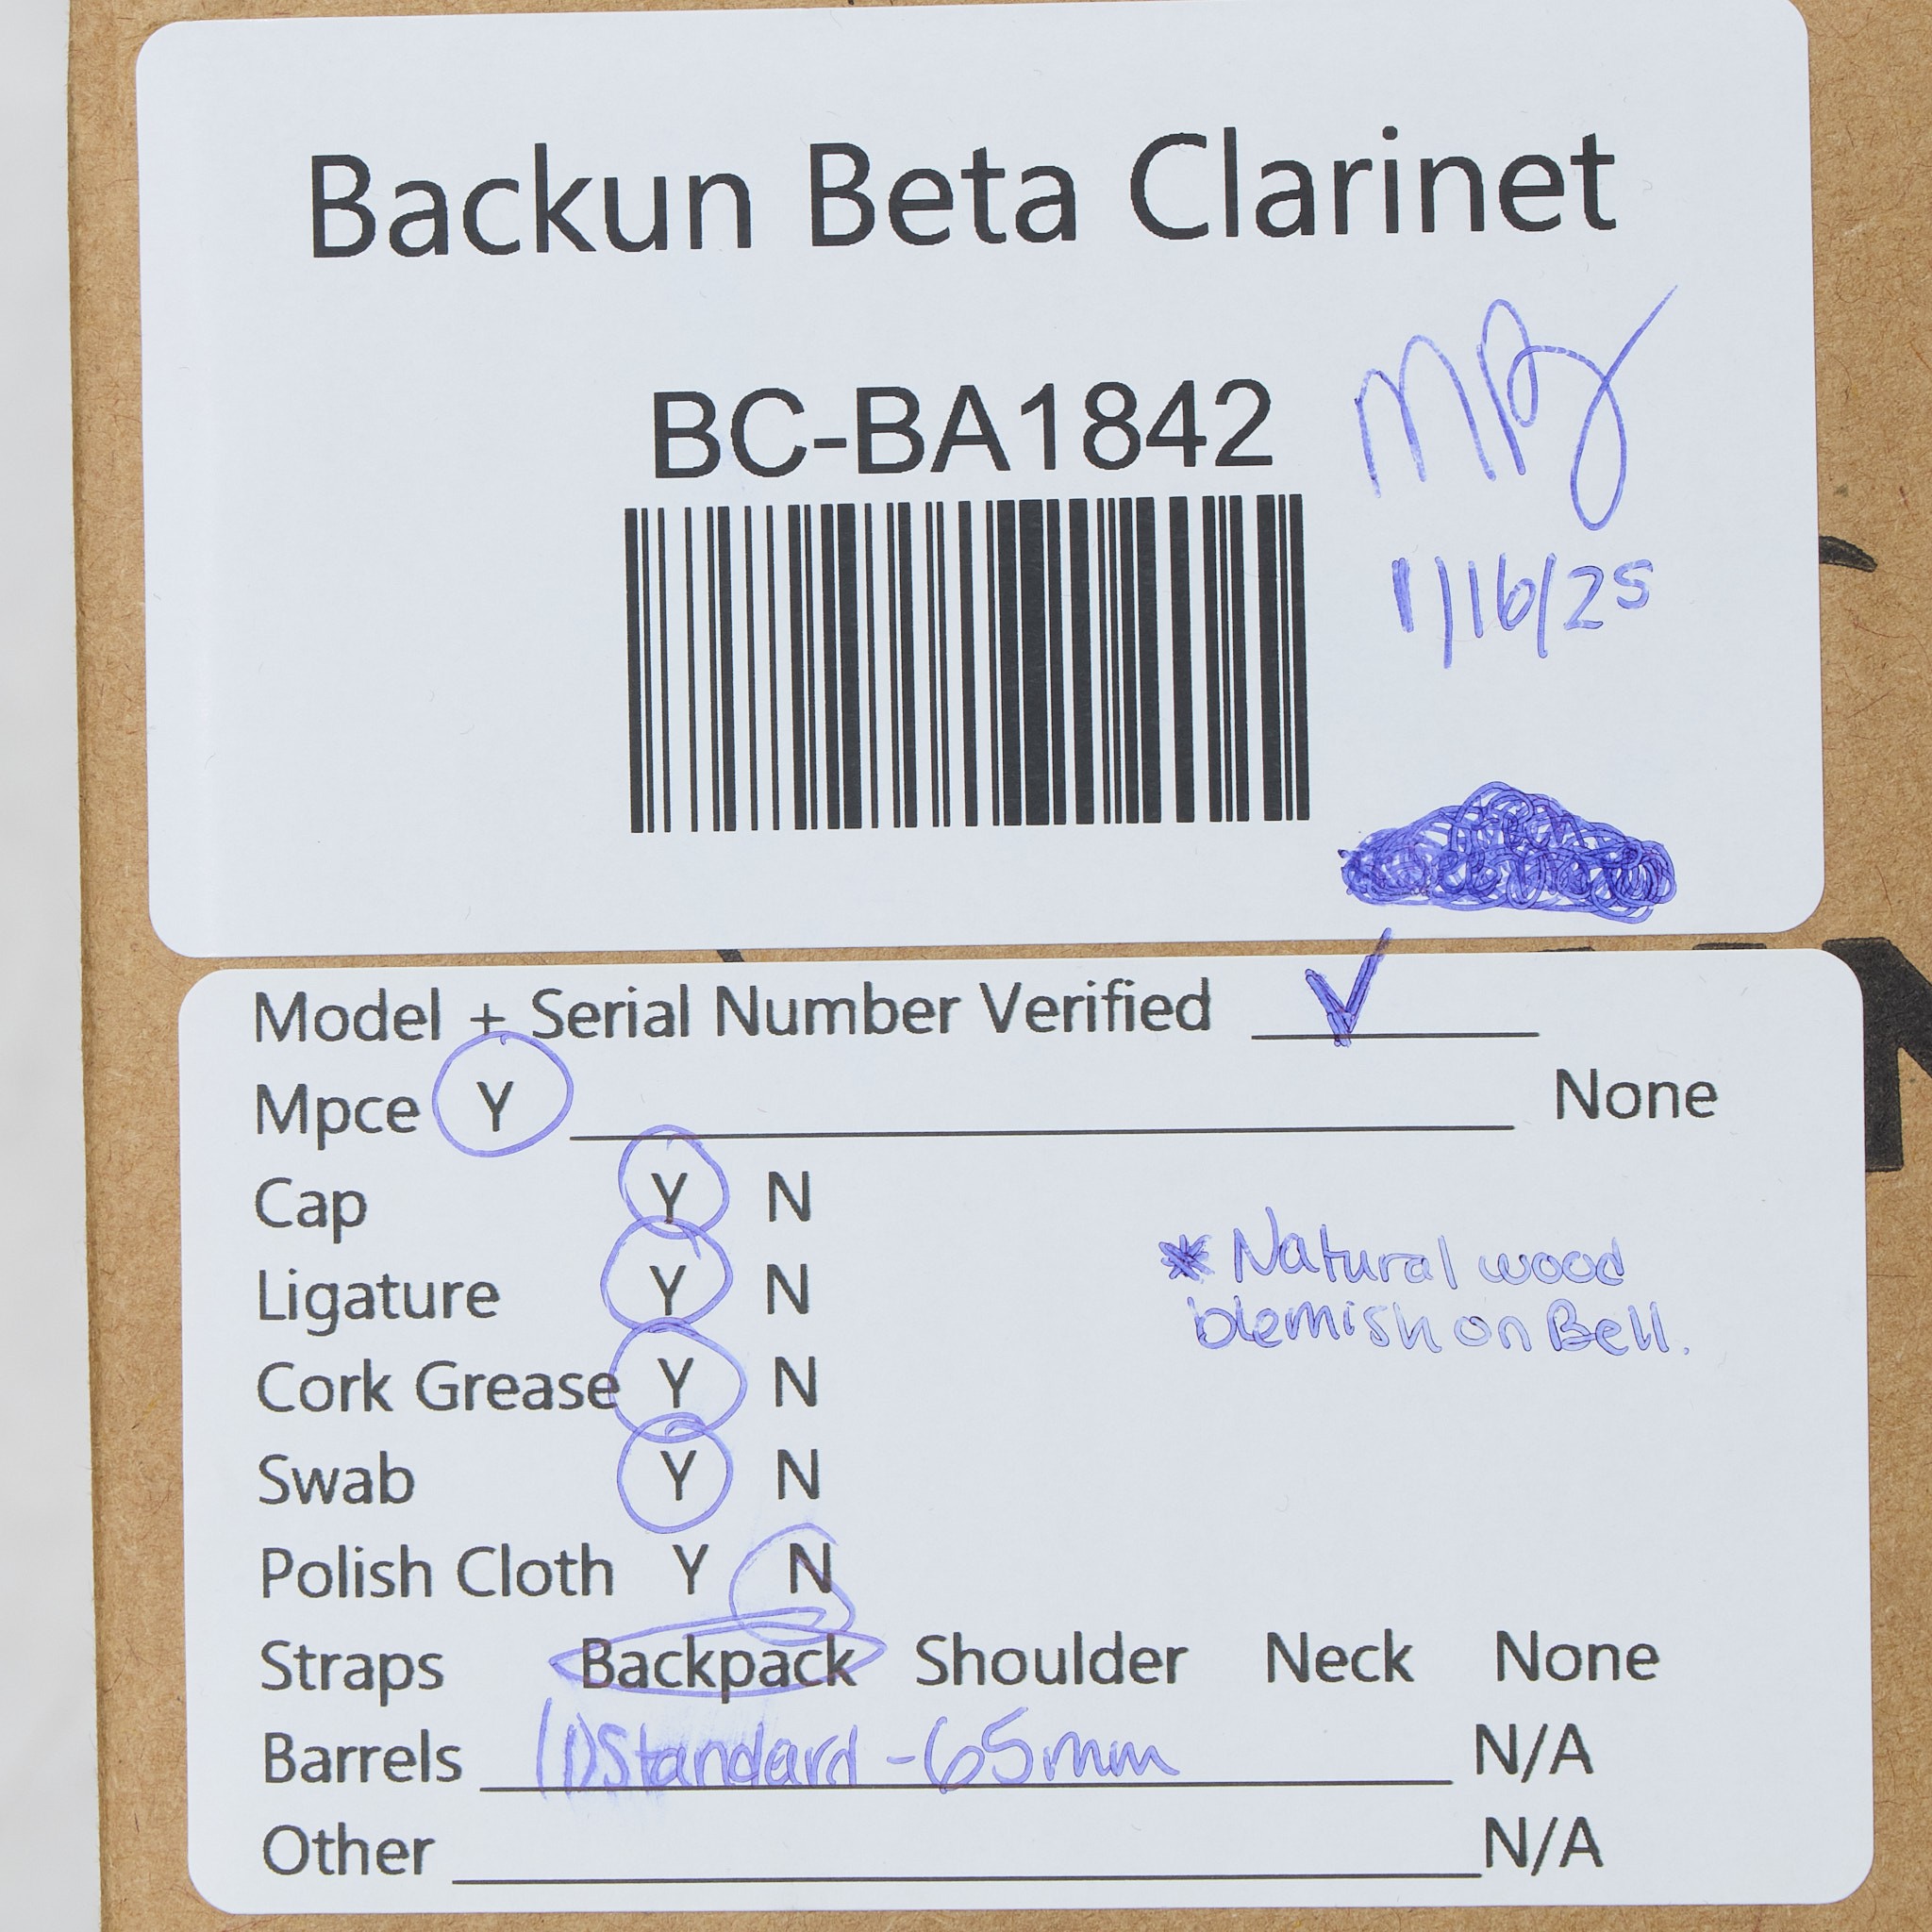 Backun Beta Clarinet
BC-BA1842
1/16/25
Model + Serial Number Verified ✓
Mpce Y None
Cap Y N
Ligature Y N
Cork Grease Y N
Swab Y N
Polish Cloth Y N
* Natural wood
blemish on Bell.
Straps Backpack Shoulder Neck None
Barrels (1) Standard - 65mm N/A
Other N/A